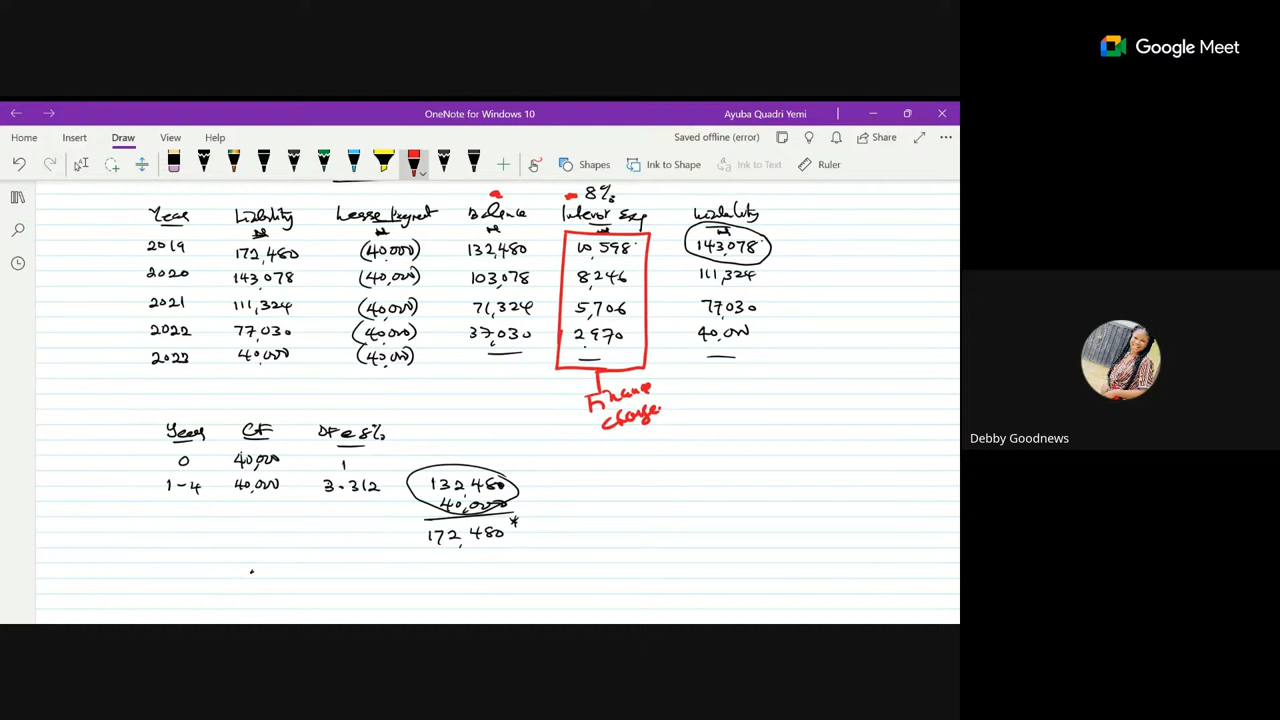 Google Meet
OneNote for Windows 10
Ayuba Quadri Yemi
Home Insert Draw View Help
Saved offline (error)
Share
Shapes
Ink to Shape
Ink to Text
Ruler
8%
Year Liability Lease Payment Balance Interest Exp Liability
N N N N N
2019 172,480 (40,000) 132,480 10,598 143,078
2020 143,078 (40,000) 103,078 8,246 111,324
2021 111,324 (40,000) 71,324 5,706 77,030
2022 77,030 (40,000) 37,030 2,970 40,000
2023 40,000 (40,000)
Finance
charge
Years CF DF @ 8%
0 40,000 1
1-4 40,000 3.312 132,480
40,000
172,480 *
Debby Goodnews